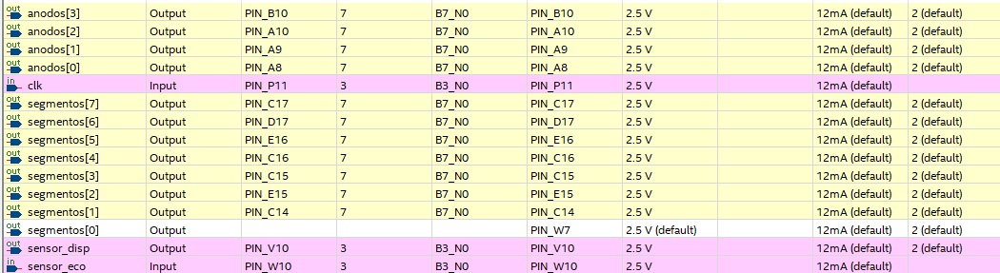 out anodos[3] Output PIN_B10 7 B7_N0 PIN_B10 2.5 V 12mA (default) 2 (default)
out anodos[2] Output PIN_A10 7 B7_N0 PIN_A10 2.5 V 12mA (default) 2 (default)
out anodos[1] Output PIN_A9 7 B7_N0 PIN_A9 2.5 V 12mA (default) 2 (default)
out anodos[0] Output PIN_A8 7 B7_N0 PIN_A8 2.5 V 12mA (default) 2 (default)
in clk Input PIN_P11 3 B3_N0 PIN_P11 2.5 V 12mA (default)
out segmentos[7] Output PIN_C17 7 B7_N0 PIN_C17 2.5 V 12mA (default) 2 (default)
out segmentos[6] Output PIN_D17 7 B7_N0 PIN_D17 2.5 V 12mA (default) 2 (default)
out segmentos[5] Output PIN_E16 7 B7_N0 PIN_E16 2.5 V 12mA (default) 2 (default)
out segmentos[4] Output PIN_C16 7 B7_N0 PIN_C16 2.5 V 12mA (default) 2 (default)
out segmentos[3] Output PIN_C15 7 B7_N0 PIN_C15 2.5 V 12mA (default) 2 (default)
out segmentos[2] Output PIN_E15 7 B7_N0 PIN_E15 2.5 V 12mA (default) 2 (default)
out segmentos[1] Output PIN_C14 7 B7_N0 PIN_C14 2.5 V 12mA (default) 2 (default)
out segmentos[0] Output PIN_W7 2.5 V (default) 12mA (default) 2 (default)
out sensor_disp Output PIN_V10 3 B3_N0 PIN_V10 2.5 V 12mA (default) 2 (default)
in sensor_eco Input PIN_W10 3 B3_N0 PIN_W10 2.5 V 12mA (default)